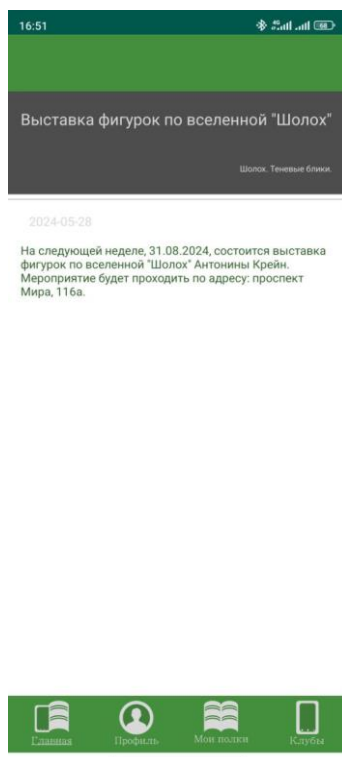 16:51
68
Выставка фигурок по вселенной "Шолох"
Шолох. Теневые блики.
2024-05-28
На следующей неделе, 31.08.2024, состоится выставка
фигурок по вселенной "Шолох" Антонины Крейн.
Мероприятие будет проходить по адресу: проспект
Мира, 116а.
Главная Профиль Мои полки Клубы